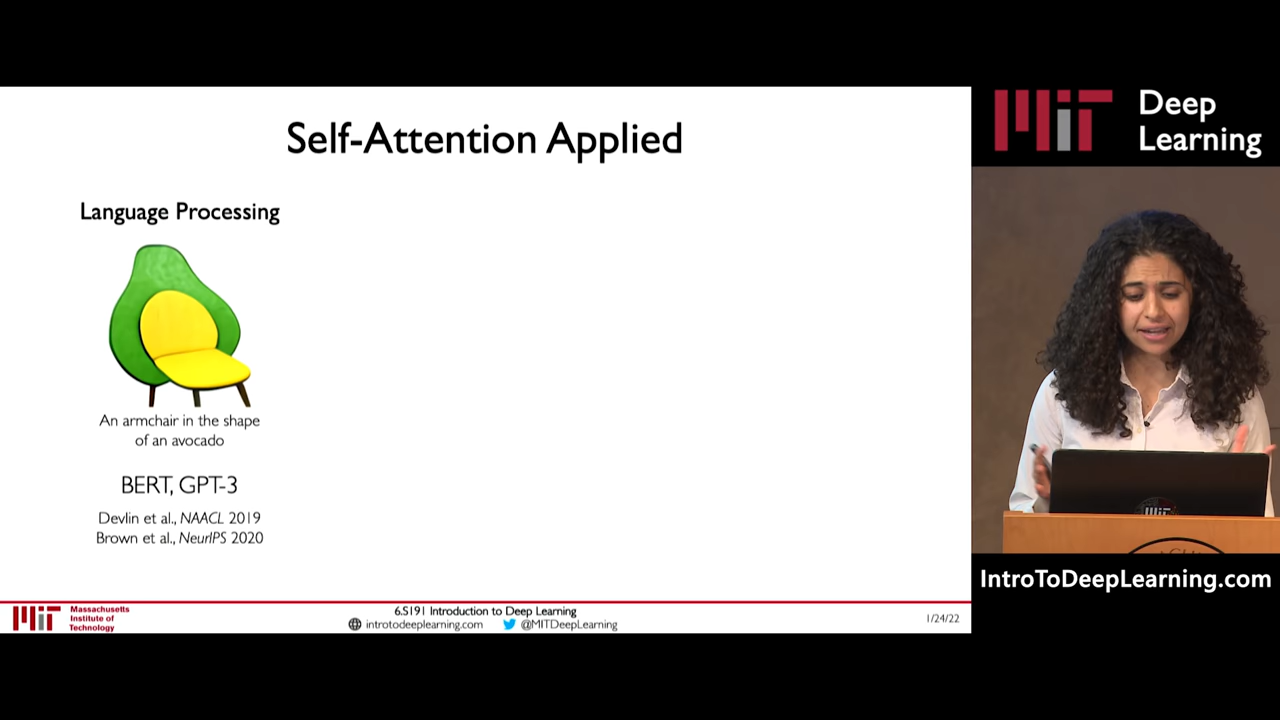 Self-Attention Applied
Language Processing
An armchair in the shape
of an avocado
BERT, GPT-3
Devlin et al., NAACL 2019
Brown et al., NeurIPS 2020
Massachusetts
Institute of
Technology
6.S191 Introduction to Deep Learning
introtodeeplearning.com
@MITDeepLearning
1/24/22
MIT
Deep
Learning
MIT
IntroToDeepLearning.com